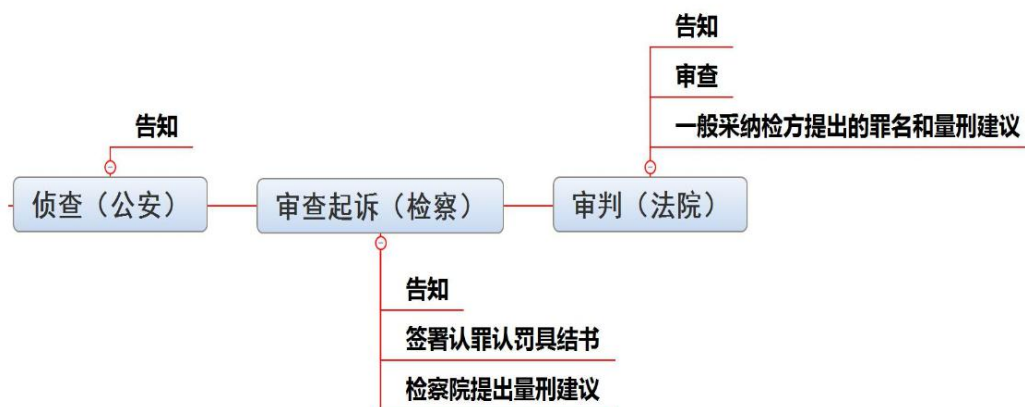 告知
侦查（公安）
审查起诉（检察）
告知
签署认罪认罚具结书
检察院提出量刑建议
告知
审查
一般采纳检方提出的罪名和量刑建议
审判（法院）